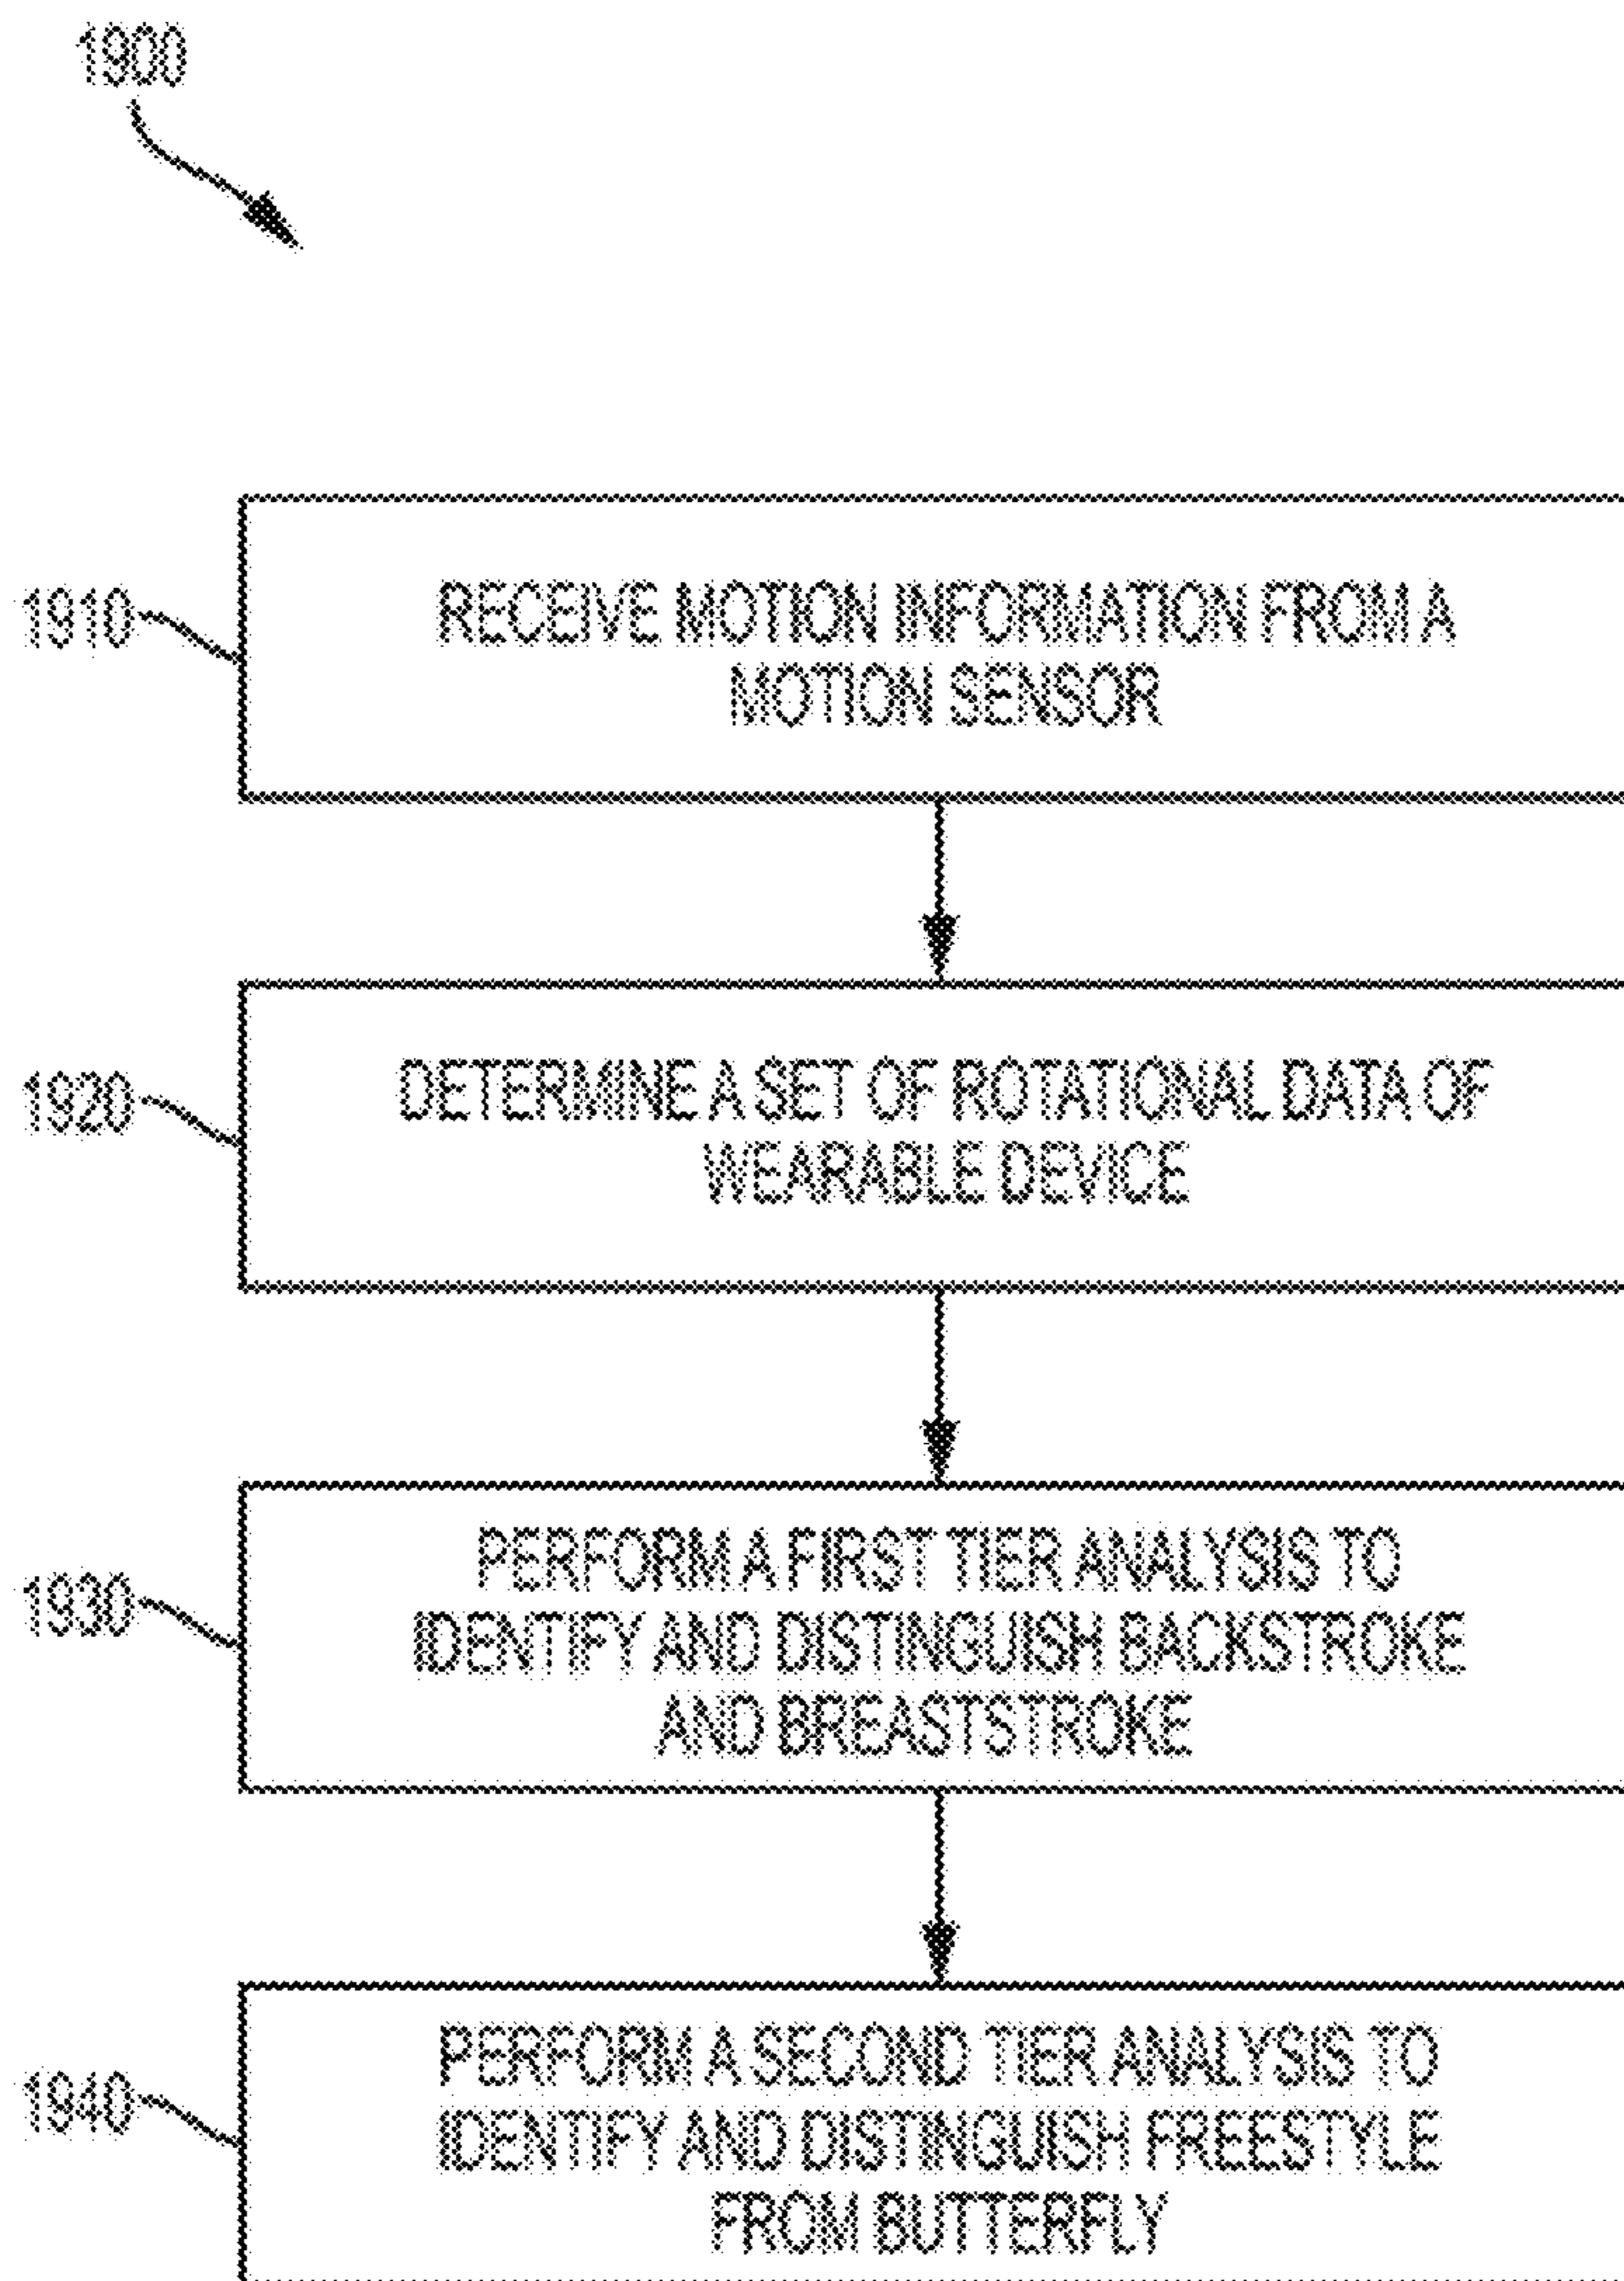 1900
1910
RECEIVE MOTION INFORMATION FROM A
MOTION SENSOR
1920
DETERMINE A SET OF ROTATIONAL DATA OF
WEARABLE DEVICE
1930
PERFORM A FIRST TIER ANALYSIS TO
IDENTIFY AND DISTINGUISH BACKSTROKE
AND BREASTSTROKE
1940
PERFORM A SECOND TIER ANALYSIS TO
IDENTIFY AND DISTINGUISH FREESTYLE
FROM BUTTERFLY